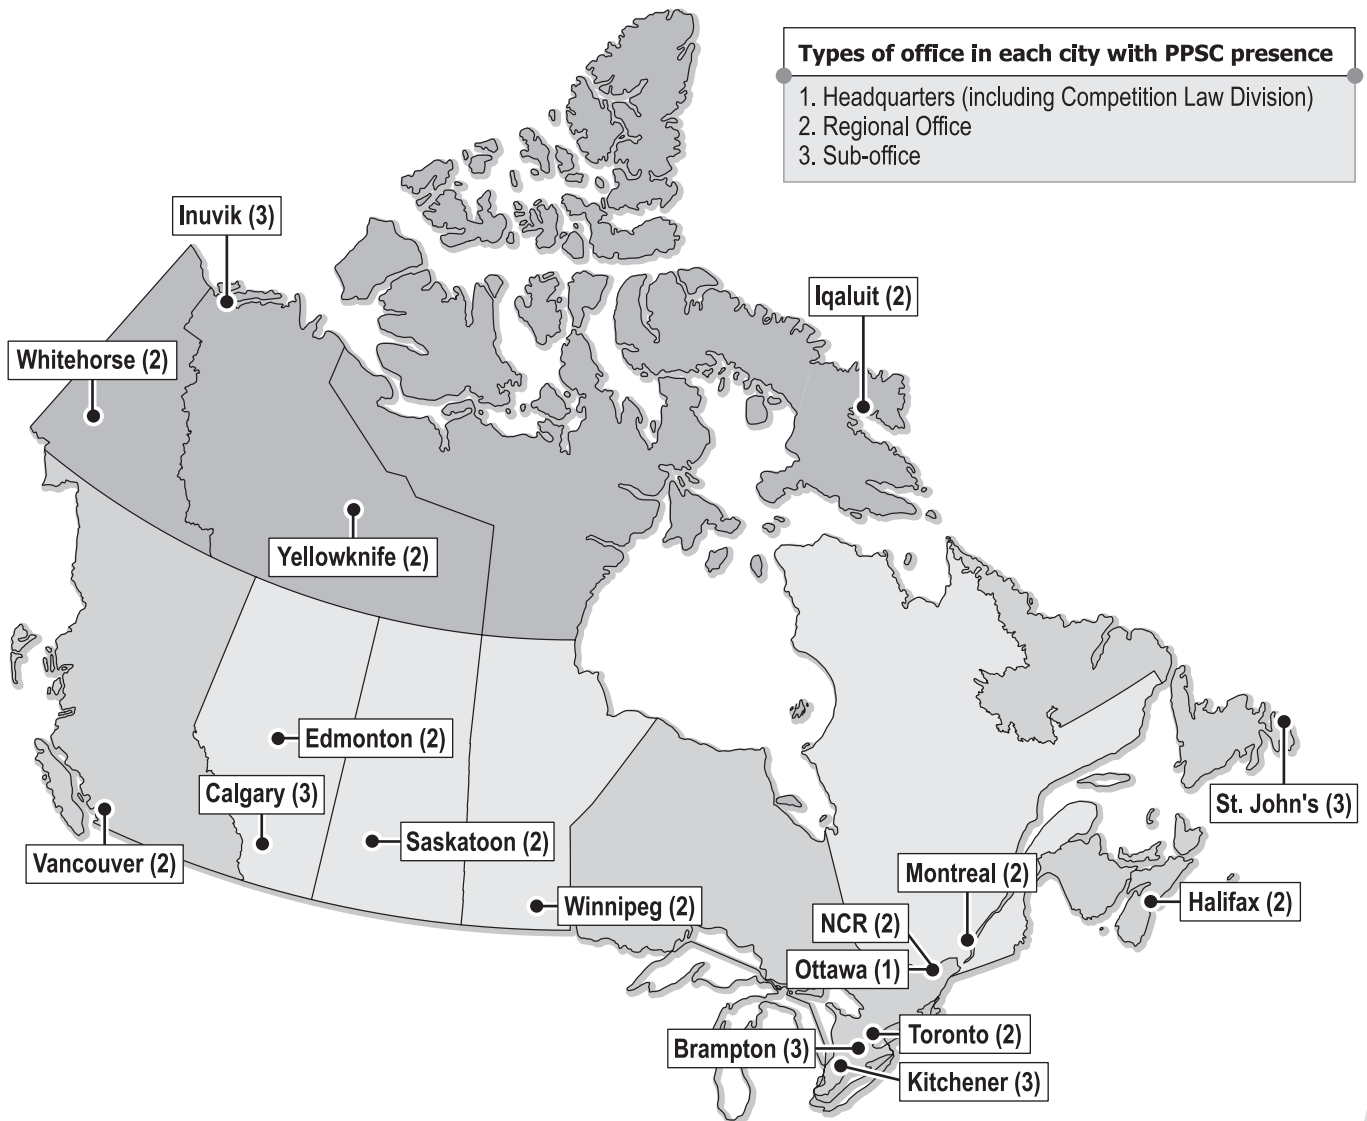 Types of office in each city with PPSC presence
1. Headquarters (including Competition Law Division)
2. Regional Office
3. Sub-office
Inuvik (3)
Iqaluit (2)
Whitehorse (2)
Yellowknife (2)
Edmonton (2)
Calgary (3)
St. John's (3)
Saskatoon (2)
Vancouver (2)
Montreal (2)
Winnipeg (2)
Halifax (2)
NCR (2)
Ottawa (1)
Toronto (2)
Brampton (3)
Kitchener (3)